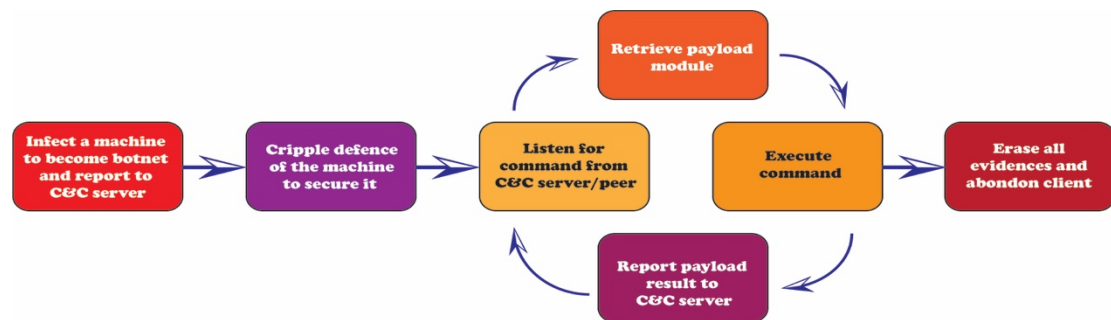 Infect a machine
to become botnet
and report to
C&C server
Cripple defence
of the machine
to secure it
Listen for
command from
C&C server/peer
Retrieve payload
module
Execute
command
Report payload
result to
C&C server
Erase all
evidences and
abondon client